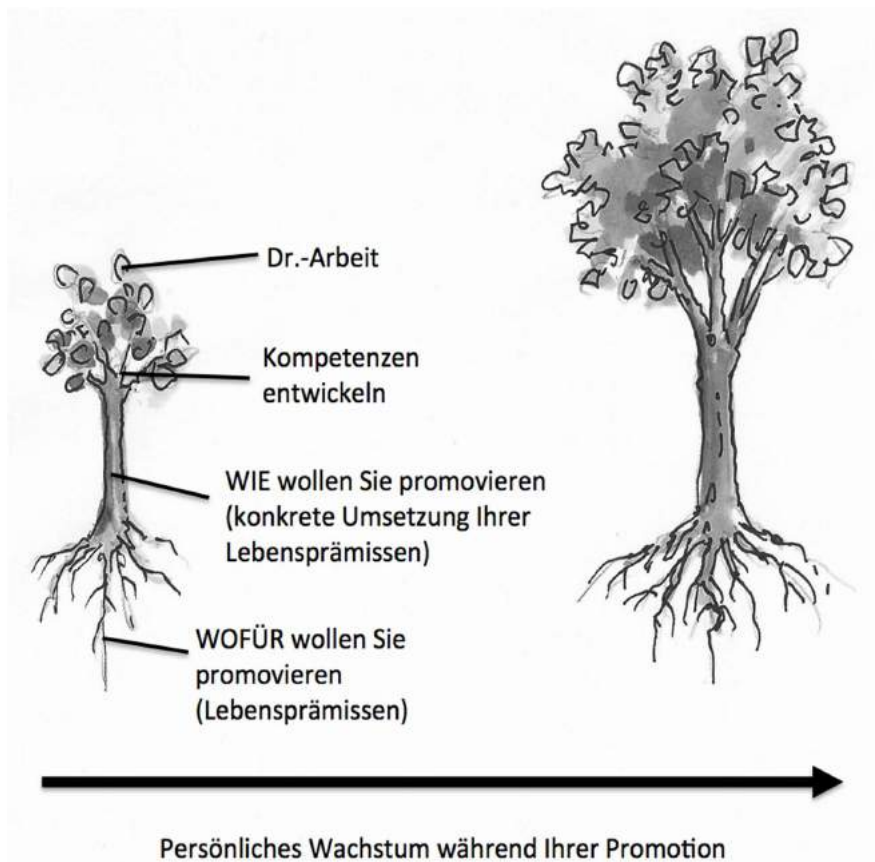 Dr.-Arbeit
Kompetenzen
entwickeln
WIE wollen Sie promovieren
(konkrete Umsetzung Ihrer
Lebensprämissen)
WOFÜR wollen Sie
promovieren
(Lebensprämissen)
Persönliches Wachstum während Ihrer Promotion